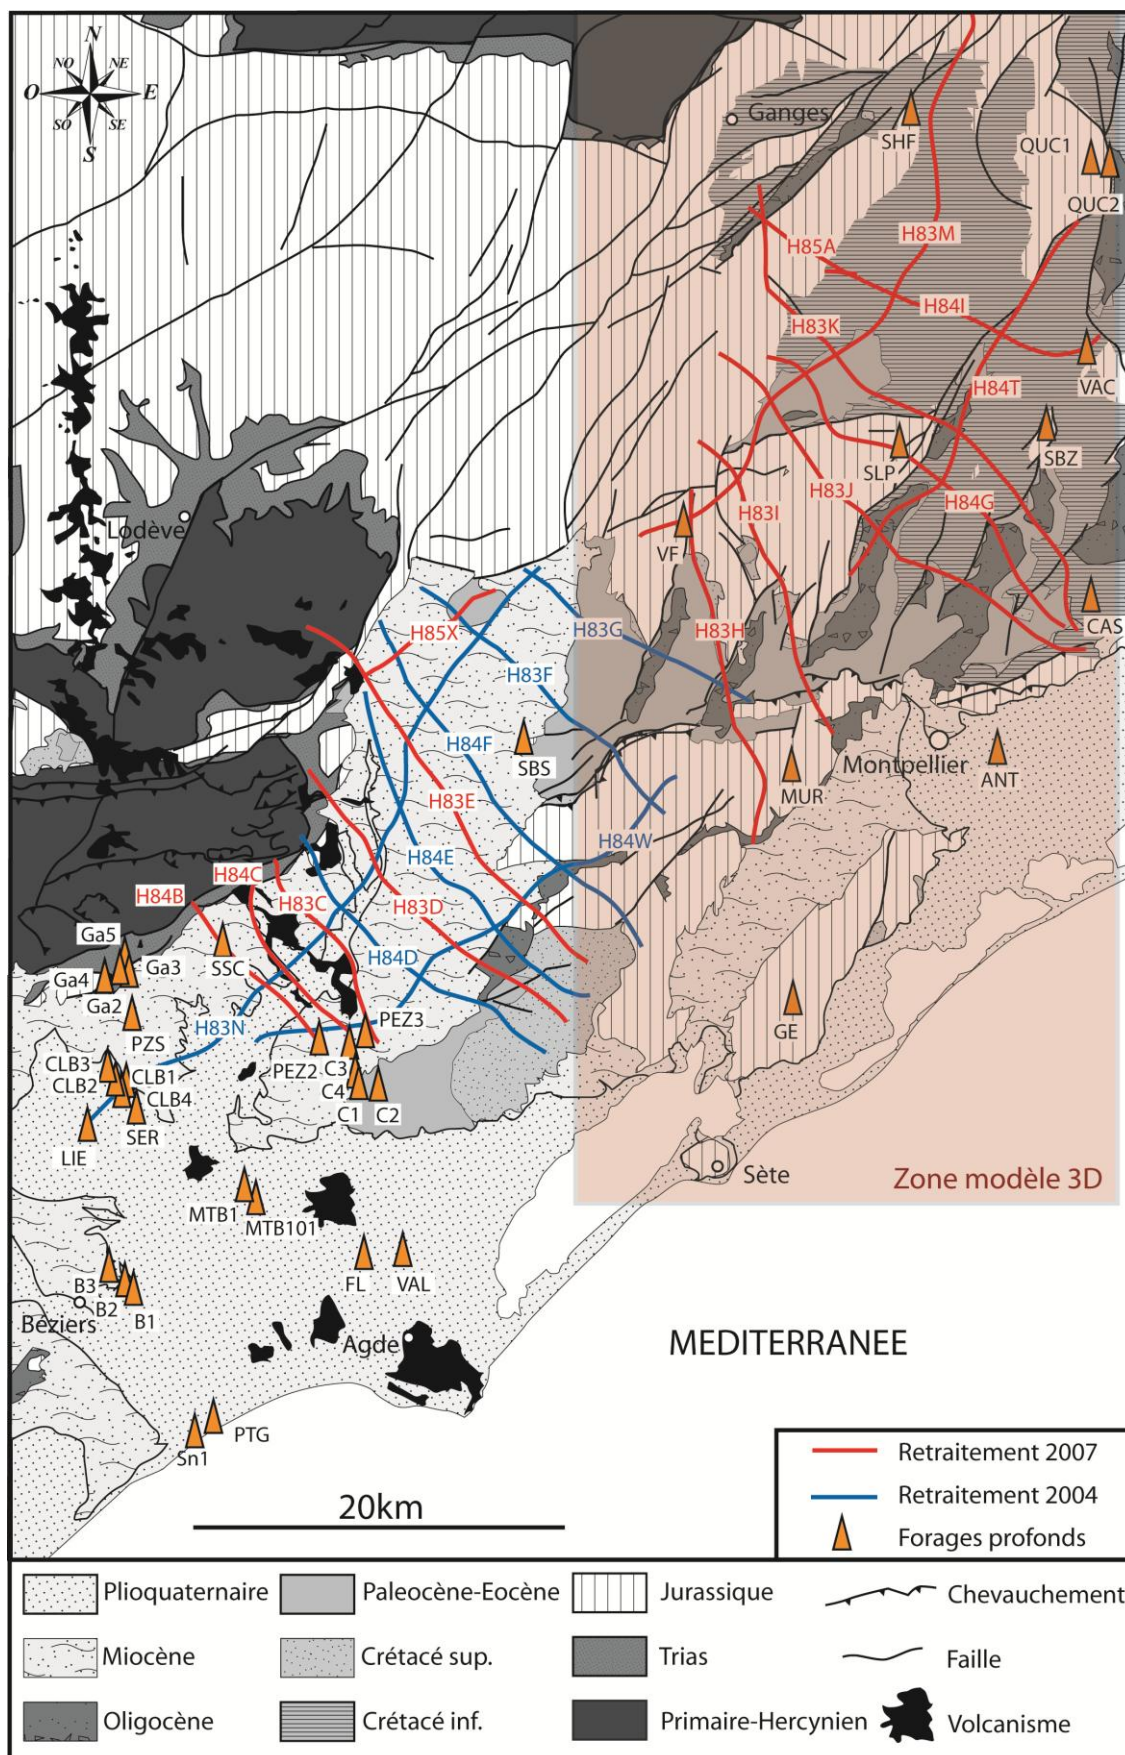 N
NO
NE
O
E
SO
SE
S
Ganges
SHF
QUC1
QUC2
H83M
H85A
H84I
H83K
VAC
H84T
SBZ
SLP
H83J
H84G
H83I
VF
CAS
Lodève
H83G
H83H
H85X
H83F
H84F
SBS
Montpellier
ANT
MUR
H83E
H84W
H84E
H84C
H84B
H83C
H83D
H84D
Ga5
Ga4
Ga3
Ga2
SSC
PEZ3
GE
H83N
PZS
PEZ2
C3
C4
C1
C2
CLB3
CLB2
CLB1
CLB4
SER
LIE
Sète
Zone modèle 3D
MTB1
MTB101
FL
VAL
B3
B2
B1
Béziers
Agde
MEDITERRANEE
PTG
Sn1
20km
Retraitement 2007
Retraitement 2004
Forages profonds
Plioquaternaire
Paleocène-Eocène
Jurassique
Chevauchement
Miocène
Crétacé sup.
Trias
Faille
Oligocène
Crétacé inf.
Primaire-Hercynien
Volcanisme